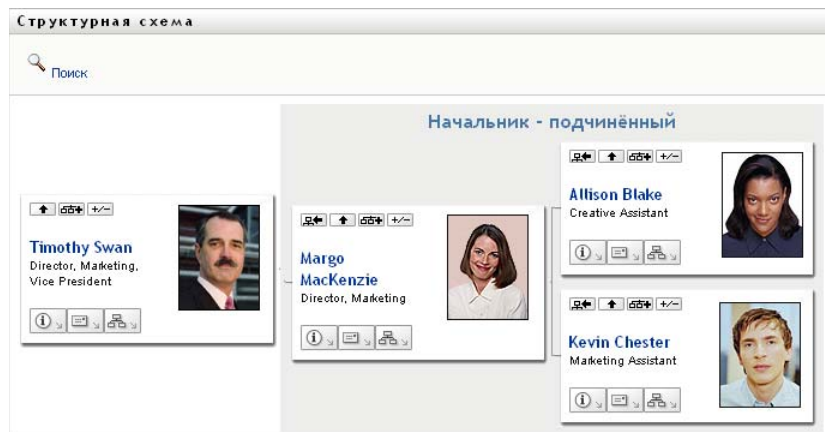 Структурная схема
Поиск
Начальник - подчинённый
Timothy Swan
Director, Marketing,
Vice President
Margo
MacKenzie
Director, Marketing
Allison Blake
Creative Assistant
Kevin Chester
Marketing Assistant